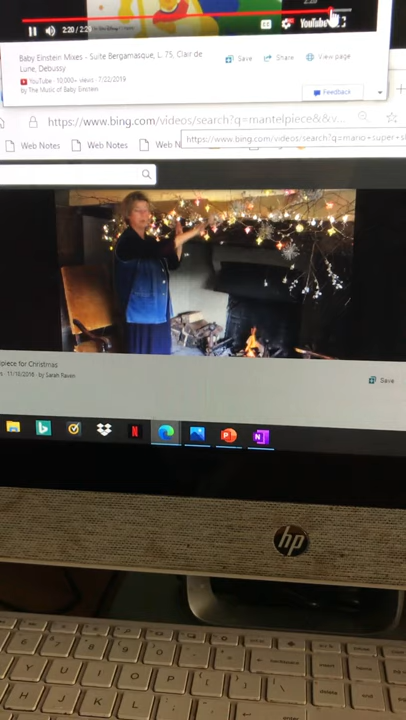 2:20 / 2:2
YouTube
Baby Einstein Mixes - Suite Bergamasque, L. 75, Clair de
Lune, Debussy
Save Share View page
YouTube · 10,000+ views · 7/22/2019
by The Music of Baby Einstein
Feedback
https://www.bing.com/videos/search?q=mantelpiece&&v...
https://www.bing.com/videos/search?q=mario+super+s
Web Notes Web Notes Web N
piece for Christmas
11/10/2016 · by Sarah Raven
Save
hp
Y U I O P
H J K L